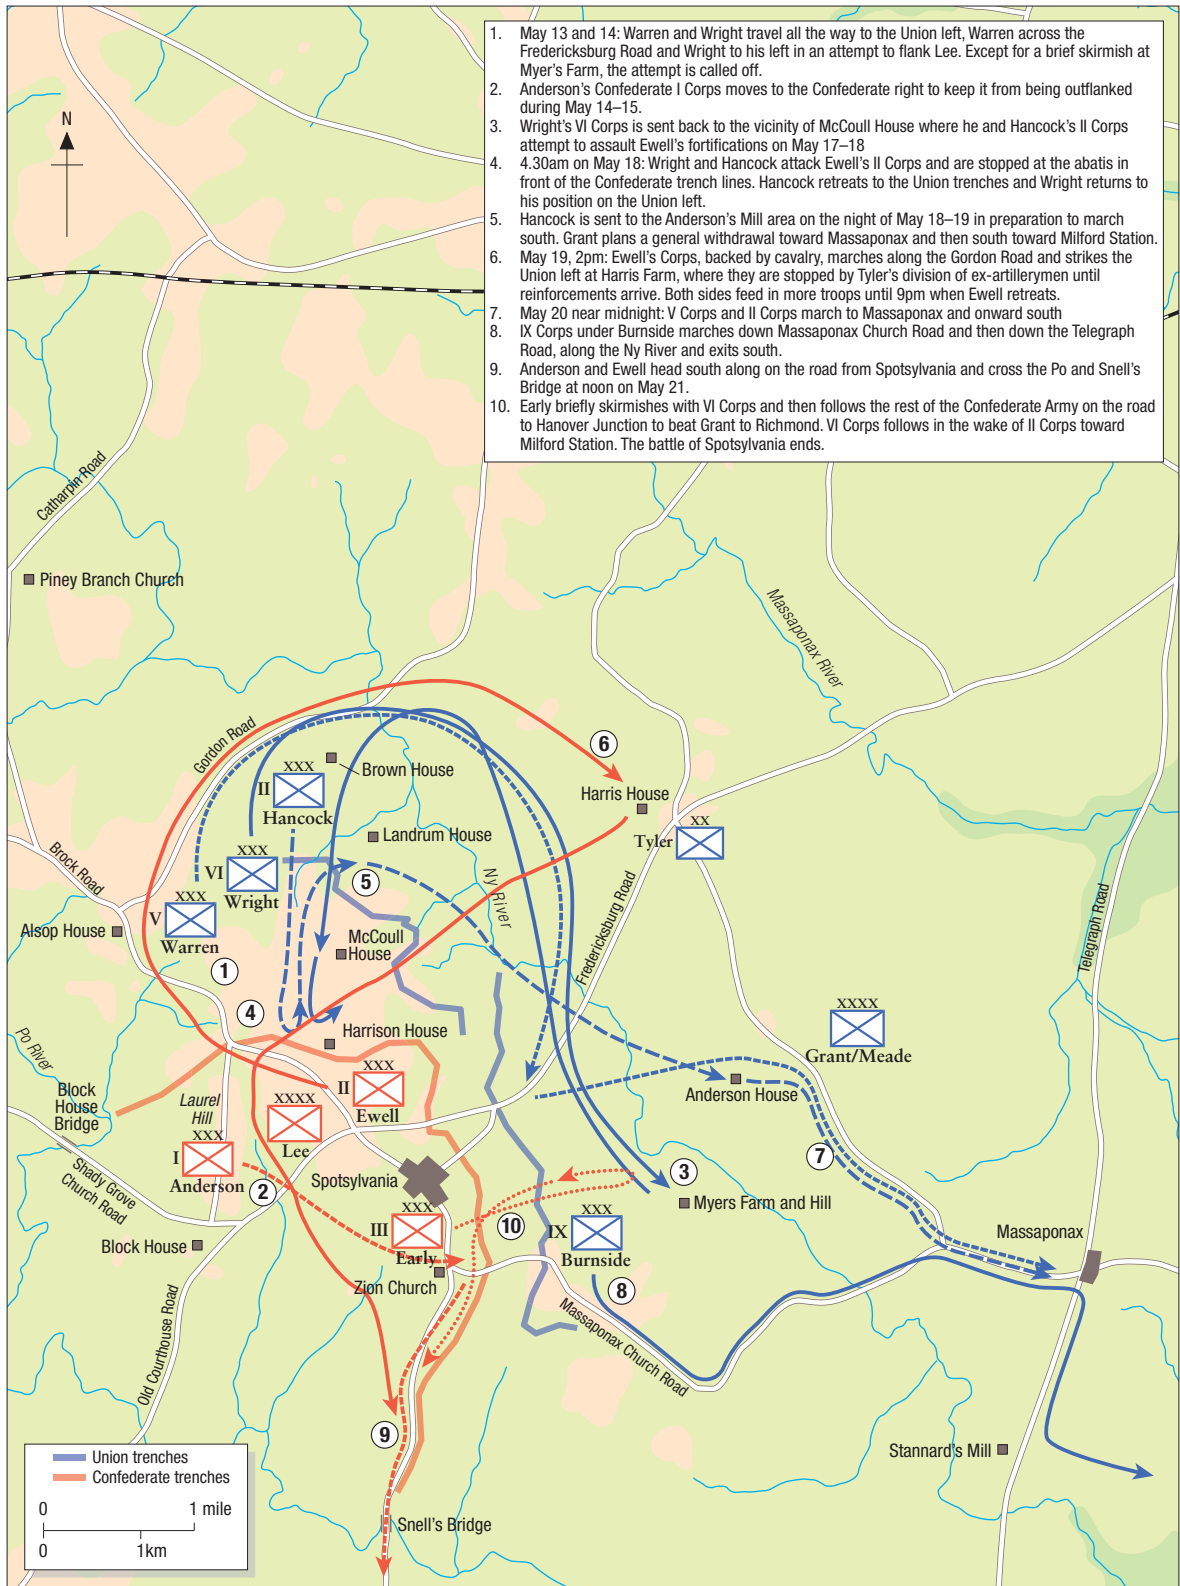 1. May 13 and 14: Warren and Wright travel all the way to the Union left, Warren across the
Fredericksburg Road and Wright to his left in an attempt to flank Lee. Except for a brief skirmish at
Myer's Farm, the attempt is called off.
2. Anderson's Confederate I Corps moves to the Confederate right to keep it from being outflanked
during May 14–15.
3. Wright's VI Corps is sent back to the vicinity of McCoull House where he and Hancock's II Corps
attempt to assault Ewell's fortifications on May 17–18
4. 4.30am on May 18: Wright and Hancock attack Ewell's II Corps and are stopped at the abatis in
front of the Confederate trench lines. Hancock retreats to the Union trenches and Wright returns to
his position on the Union left.
5. Hancock is sent to the Anderson's Mill area on the night of May 18–19 in preparation to march
south. Grant plans a general withdrawal toward Massaponax and then south toward Milford Station.
6. May 19, 2pm: Ewell's Corps, backed by cavalry, marches along the Gordon Road and strikes the
Union left at Harris Farm, where they are stopped by Tyler's division of ex-artillerymen until
reinforcements arrive. Both sides feed in more troops until 9pm when Ewell retreats.
7. May 20 near midnight: V Corps and II Corps march to Massaponax and onward south
8. IX Corps under Burnside marches down Massaponax Church Road and then down the Telegraph
Road, along the Ny River and exits south.
9. Anderson and Ewell head south along on the road from Spotsylvania and cross the Po and Snell's
Bridge at noon on May 21.
10. Early briefly skirmishes with VI Corps and then follows the rest of the Confederate Army on the road
to Hanover Junction to beat Grant to Richmond. VI Corps follows in the wake of II Corps toward
Milford Station. The battle of Spotsylvania ends.
N
Catharpin Road
Piney Branch Church
Massaponax River
Gordon Road
6
Brown House
XXX
II
Hancock
Harris House
Landrum House
XX
Tyler
Brock Road
XXX
VI
Wright
5
Ny River
XXX
V
Warren
Alsop House
McCoull
House
Fredericksburg Road
Telegraph Road
1
4
Harrison House
XXXX
Grant/Meade
Po River
Block
House
Bridge
Laurel
Hill
XXX
II
Ewell
Anderson House
XXXX
Lee
XXX
I
Anderson
7
Shady Grove
Church Road
2
Spotsylvania
3
Myers Farm and Hill
XXX
III
Early
10
XXX
IX
Burnside
Massaponax
Block House
Zion Church
8
Old Courthouse Road
Massaponax Church Road
9
Stannard's Mill
Union trenches
Confederate trenches
0 1 mile
0 1km
Snell's Bridge